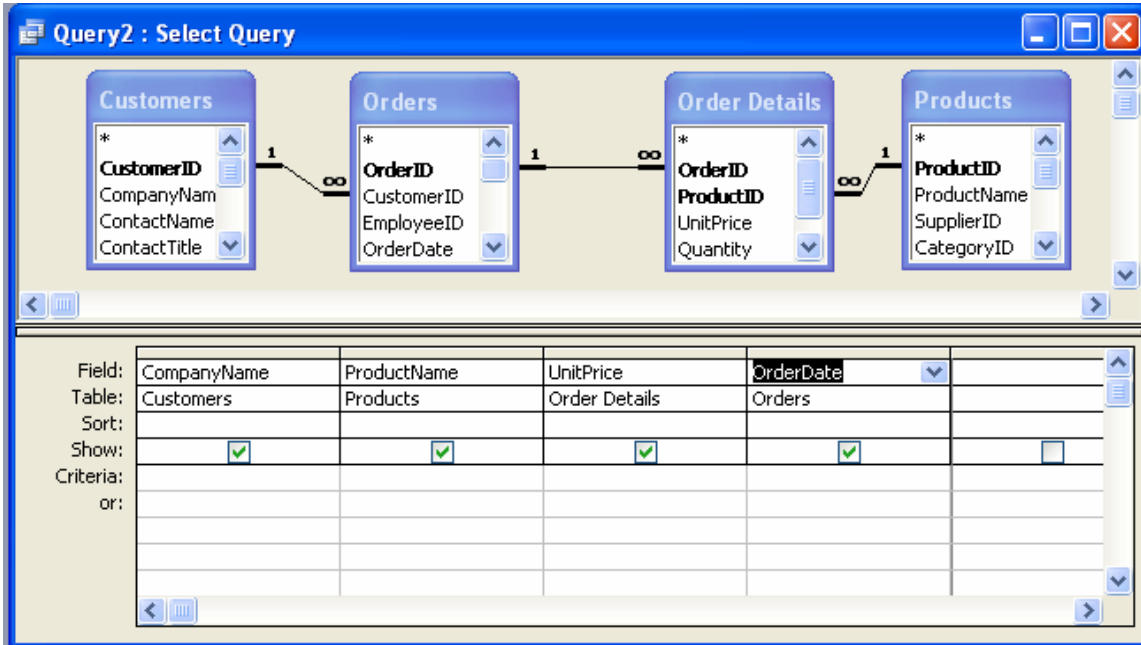 Query2 : Select Query
Customers
*
CustomerID
CompanyNam
ContactName
ContactTitle
1
∞
Orders
*
OrderID
CustomerID
EmployeeID
OrderDate
1
∞
Order Details
*
OrderID
ProductID
UnitPrice
Quantity
∞
1
Products
*
ProductID
ProductName
SupplierID
CategoryID
Field: CompanyName ProductName UnitPrice OrderDate
Table: Customers Products Order Details Orders
Sort:
Show:
Criteria:
or: